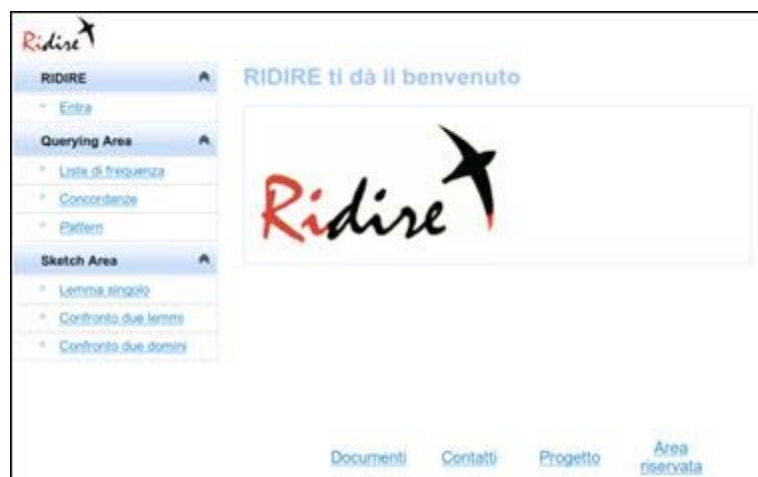 Ridire
RIDIRE
Entra
Querying Area
Liste di frequenza
Concordanze
Pattern
Sketch Area
Lemma singolo
Confronto due lemmi
Confronto due domini
RIDIRE ti dà il benvenuto
Ridire
Documenti Contatti Progetto Area
riservata